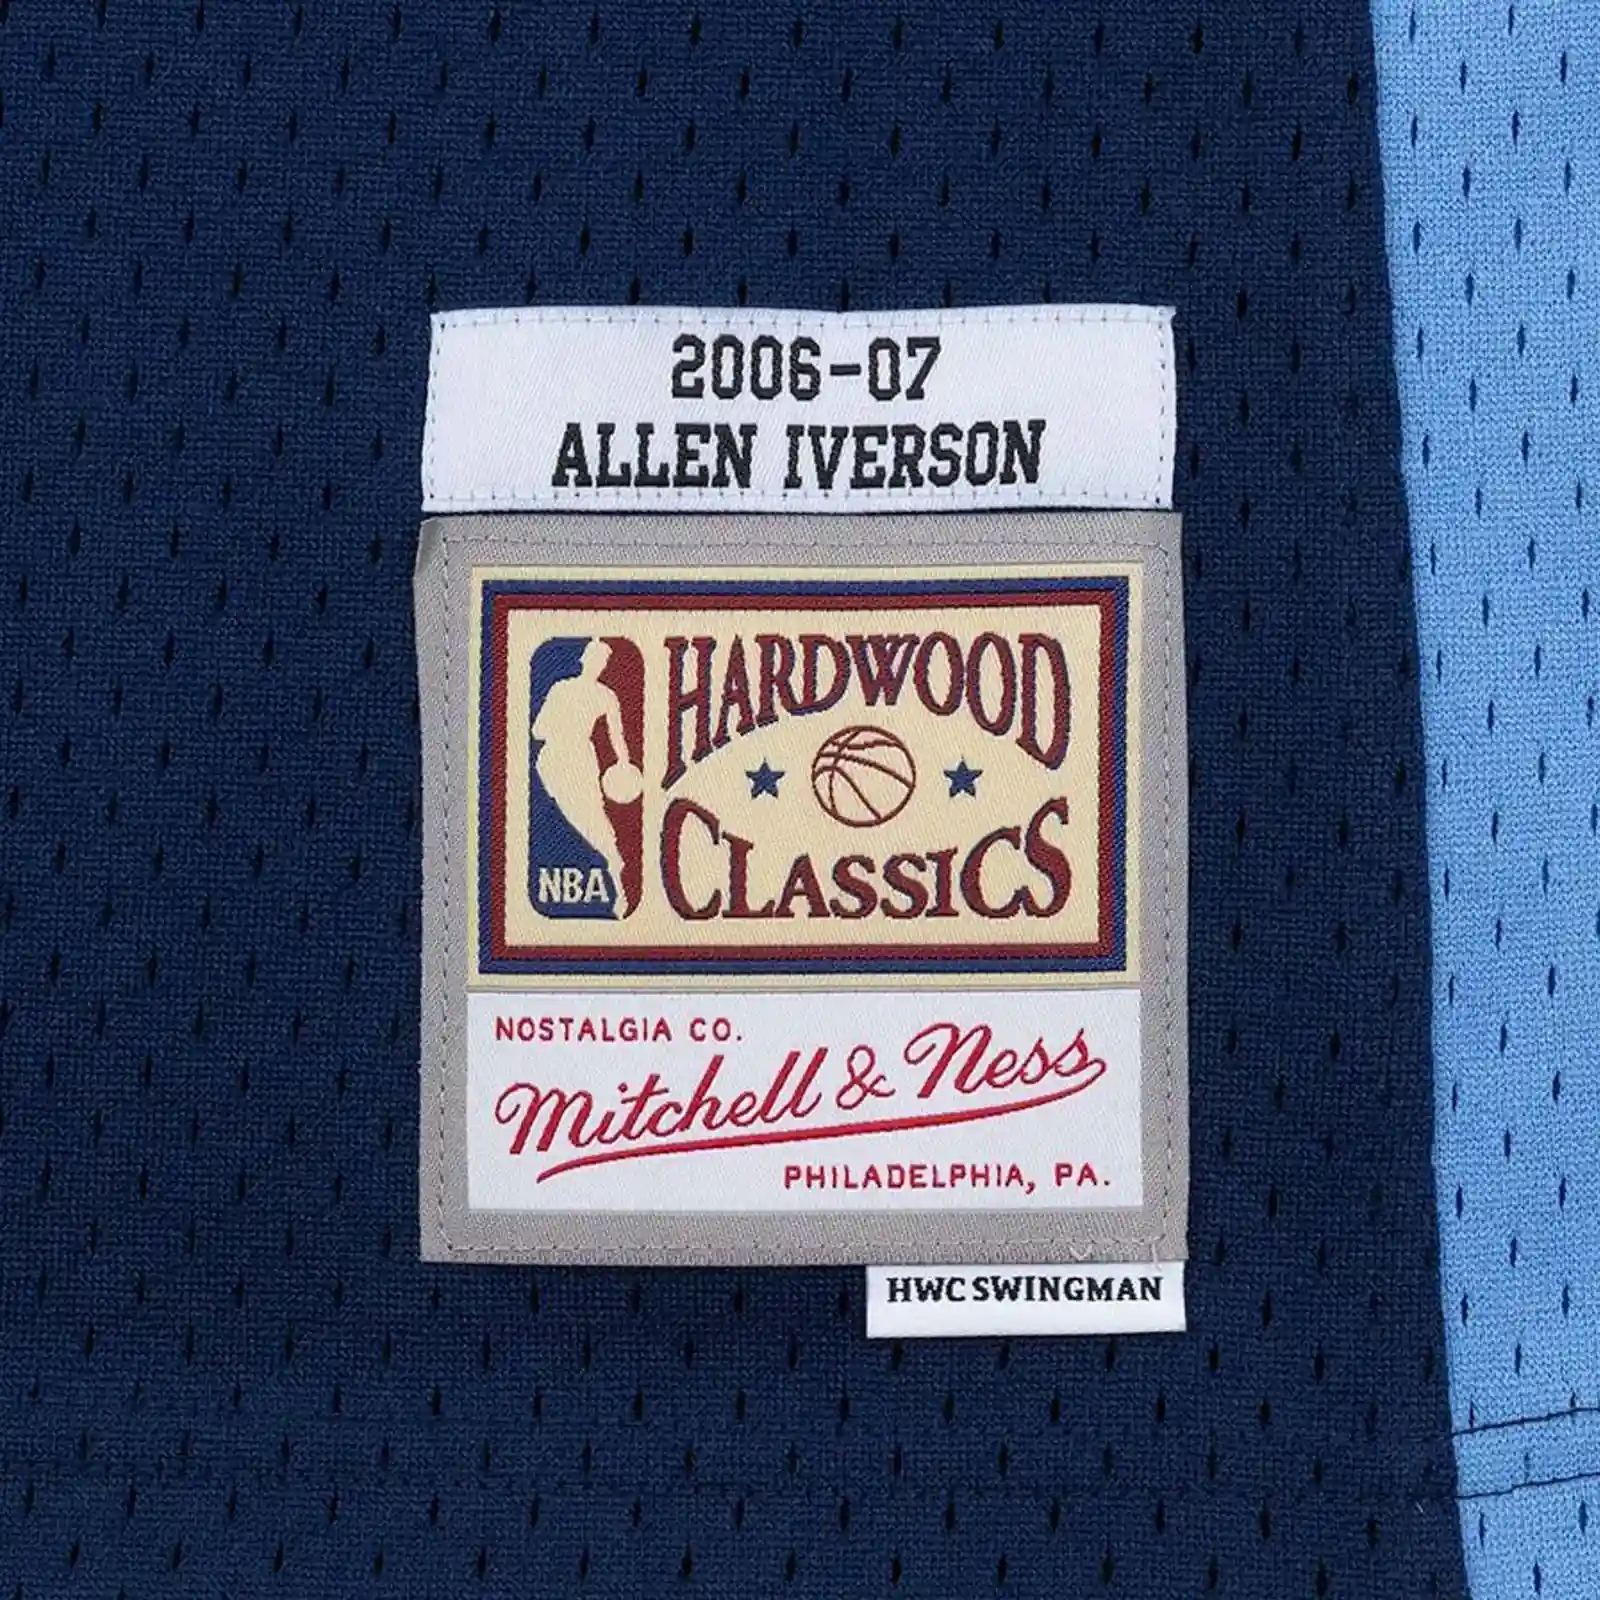 2006-07
ALLEN IVERSON
HARDWOOD
CLASSICS
NBA
NOSTALGIA CO.
Mitchell & Ness
PHILADELPHIA, PA.
HWC SWINGMAN